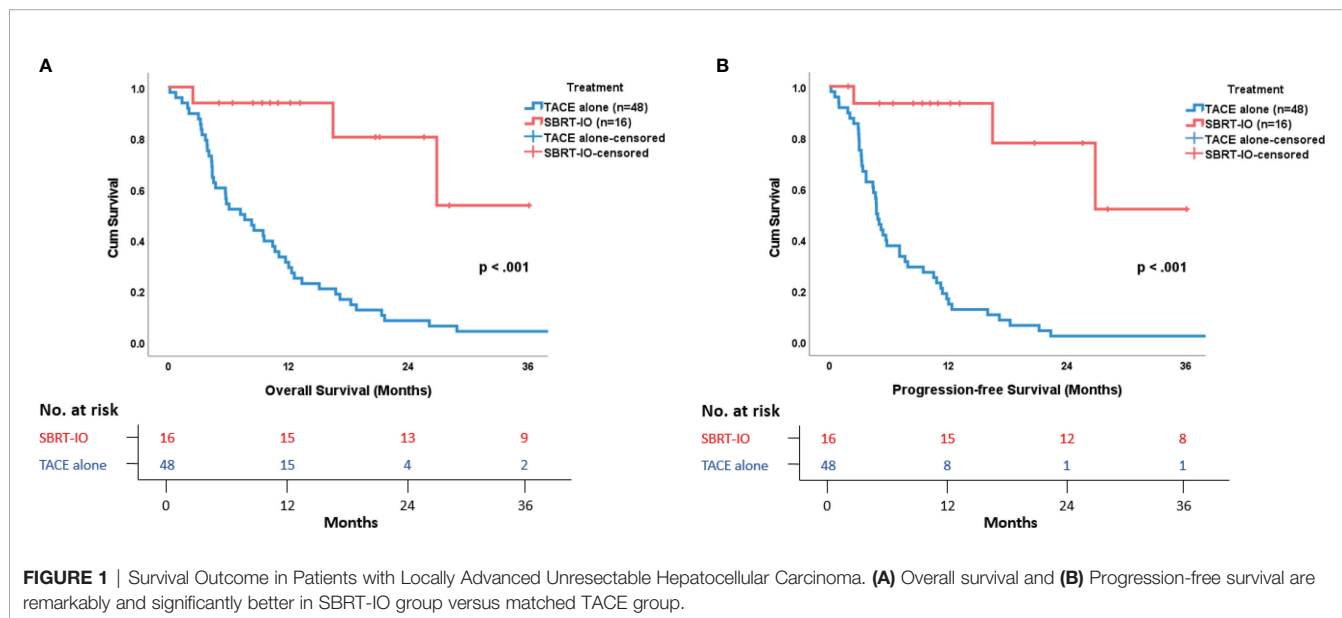 A
Treatment
TACE alone (n=48)
SBRT-IO (n=16)
TACE alone-censored
SBRT-IO-censored
1.0
0.8
0.6
0.4
0.2
0.0
Cum Survival
p < .001
0 12 24 36
Overall Survival (Months)
No. at risk
SBRT-IO 16 15 13 9
TACE alone 48 15 4 2
0 12 24 36
Months
B
Treatment
TACE alone (n=48)
SBRT-IO (n=16)
TACE alone-censored
SBRT-IO-censored
1.0
0.8
0.6
0.4
0.2
0.0
Cum Survival
p < .001
0 12 24 36
Progression-free Survival (Months)
No. at risk
SBRT-IO 16 15 12 8
TACE alone 48 8 1 1
0 12 24 36
Months
FIGURE 1 | Survival Outcome in Patients with Locally Advanced Unresectable Hepatocellular Carcinoma. (A) Overall survival and (B) Progression-free survival are
remarkably and significantly better in SBRT-IO group versus matched TACE group.